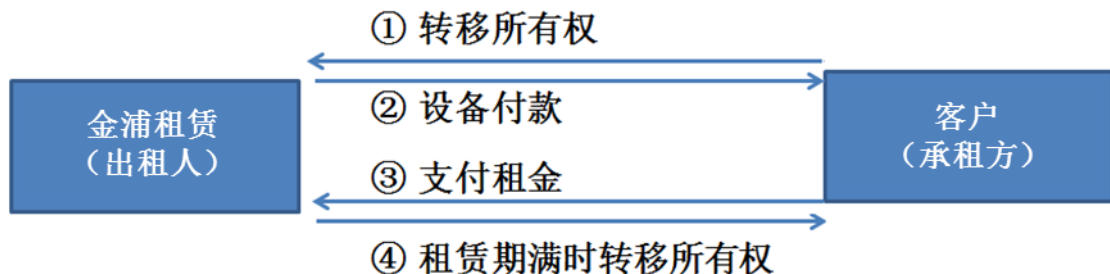 ① 转移所有权
金浦租赁
（出租人）
② 设备付款
客户
（承租方）
③ 支付租金
④ 租赁期满时转移所有权